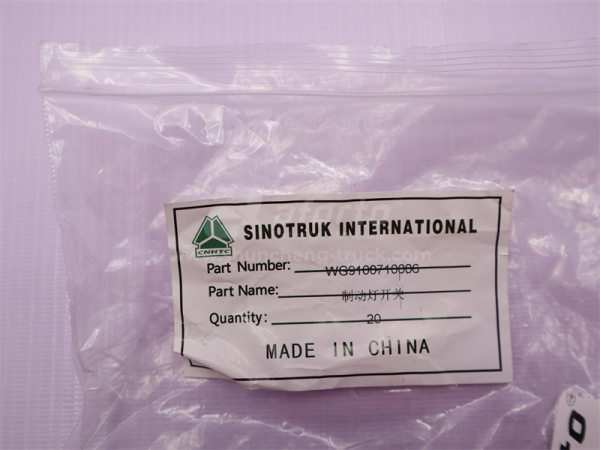 SINOTRUK INTERNATIONAL
CNHTC
Part Number: WG9100710006
Part Name: 制动灯开关
Quantity: 20
MADE IN CHINA